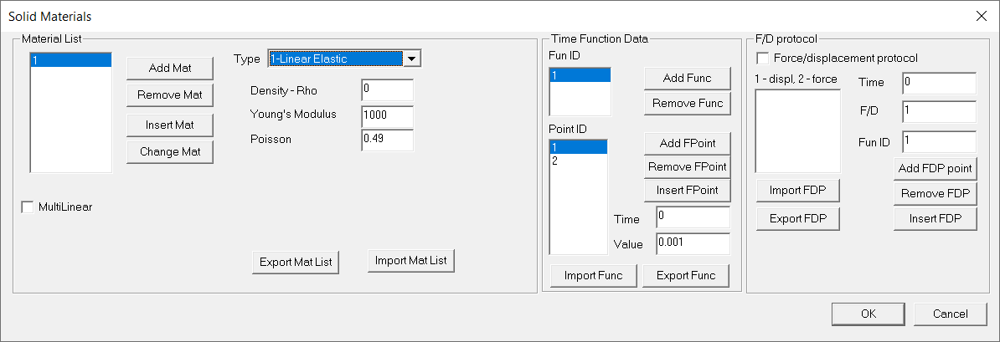 Solid Materials
Material List
1
Add Mat
Remove Mat
Insert Mat
Change Mat
Type
1-Linear Elastic
Density - Rho
0
Young's Modulus
1000
Poisson
0.49
MultiLinear
Export Mat List
Import Mat List
Time Function Data
Fun ID
1
Add Func
Remove Func
Point ID
1
2
Add FPoint
Remove FPoint
Insert FPoint
Time
0
Value
0.001
Import Func
Export Func
F/D protocol
Force/displacement protocol
1 - displ, 2 - force
Time
0
F/D
1
Fun ID
1
Import FDP
Export FDP
Add FDP point
Remove FDP
Insert FDP
OK
Cancel